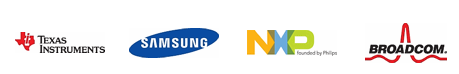 TEXAS
INSTRUMENTS
SAMSUNG
NXP
founded by Philips
BROADCOM.